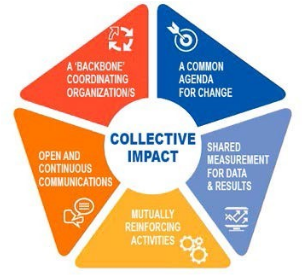 A 'BACKBONE'
COORDINATING
ORGANIZATION/S
A COMMON
AGENDA
FOR CHANGE
COLLECTIVE
IMPACT
OPEN AND
CONTINUOUS
COMMUNICATIONS
SHARED
MEASUREMENT
FOR DATA
& RESULTS
MUTUALLY
REINFORCING
ACTIVITIES